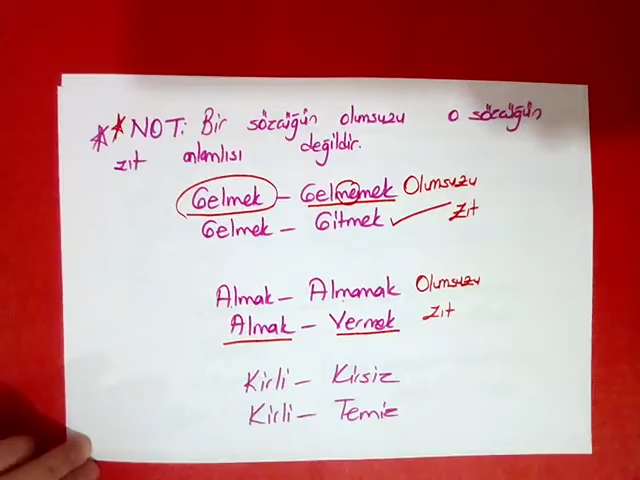 **NOT: Bir sözcüğün olumsuzu o sözcüğün
zıt anlamlısı değildir.
Gelmek - Gelmemek Olumsuzu
Gelmek - Gitmek ✓ Zıt
Almak - Almamak Olumsuzu
Almak - Vermek Zıt
Kirli - Kirsiz
Kirli - Temiz